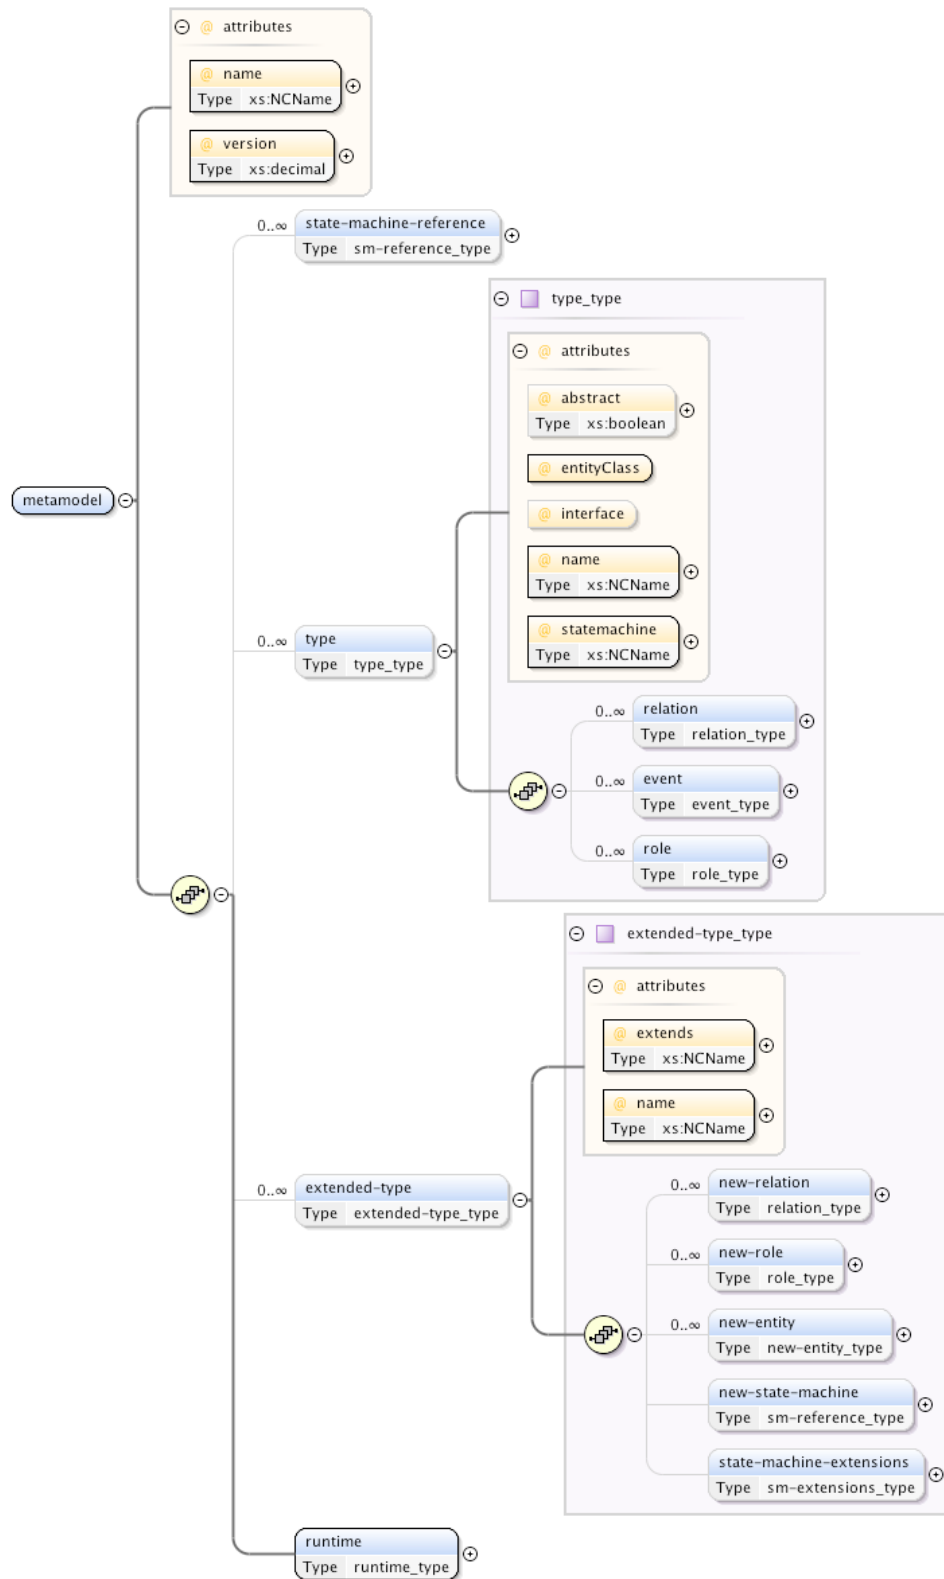 @ attributes
@ name
Type xs:NCName
@ version
Type xs:decimal
0..∞ state-machine-reference
Type sm-reference_type
type_type
@ attributes
@ abstract
Type xs:boolean
@ entityClass
metamodel
@ interface
@ name
Type xs:NCName
@ statemachine
Type xs:NCName
0..∞ type
Type type_type
0..∞ relation
Type relation_type
0..∞ event
Type event_type
0..∞ role
Type role_type
extended-type_type
@ attributes
@ extends
Type xs:NCName
@ name
Type xs:NCName
0..∞ extended-type
Type extended-type_type
0..∞ new-relation
Type relation_type
0..∞ new-role
Type role_type
0..∞ new-entity
Type new-entity_type
new-state-machine
Type sm-reference_type
state-machine-extensions
Type sm-extensions_type
runtime
Type runtime_type